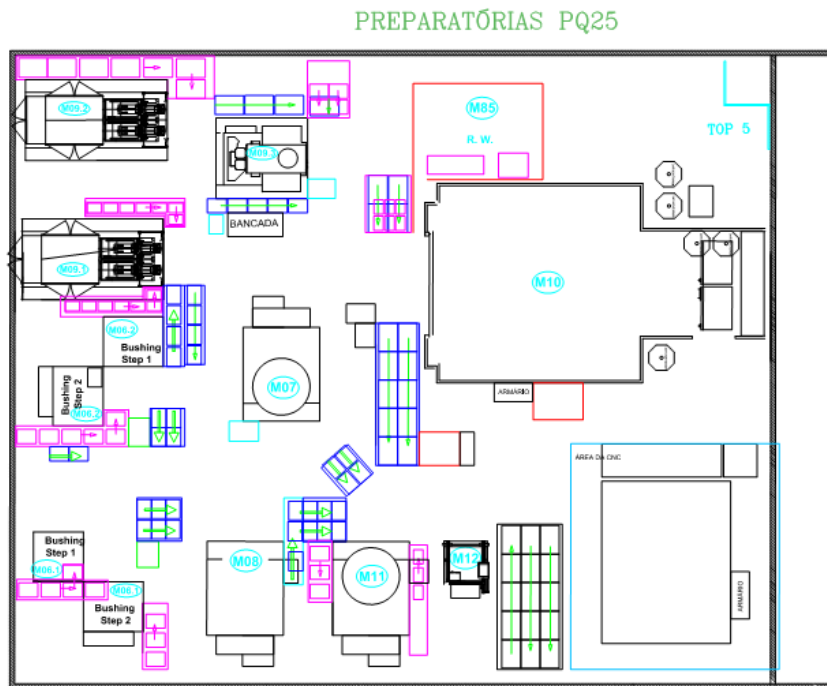 PREPARATÓRIAS PQ25
M09.2
M85
R. W.
TOP 5
M09.3
BANCADA
M09.1
M10
M06.2
Bushing
Step 1
M07
Bushing
Step 2
M06.2
ARMARIO
ÁREA DA CNC
Bushing
Step 1
M06.1
M08
M11
M12
M06.1
Bushing
Step 2
ARMARIO